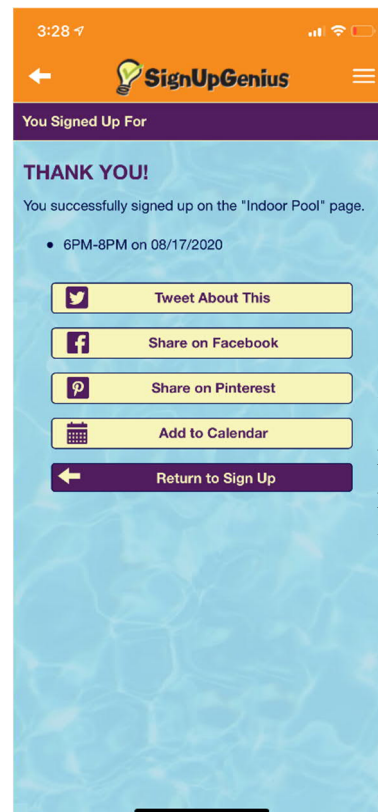 3:28
SignUpGenius
You Signed Up For
THANK YOU!
You successfully signed up on the "Indoor Pool" page.
• 6PM-8PM on 08/17/2020
Tweet About This
Share on Facebook
Share on Pinterest
Add to Calendar
Return to Sign Up